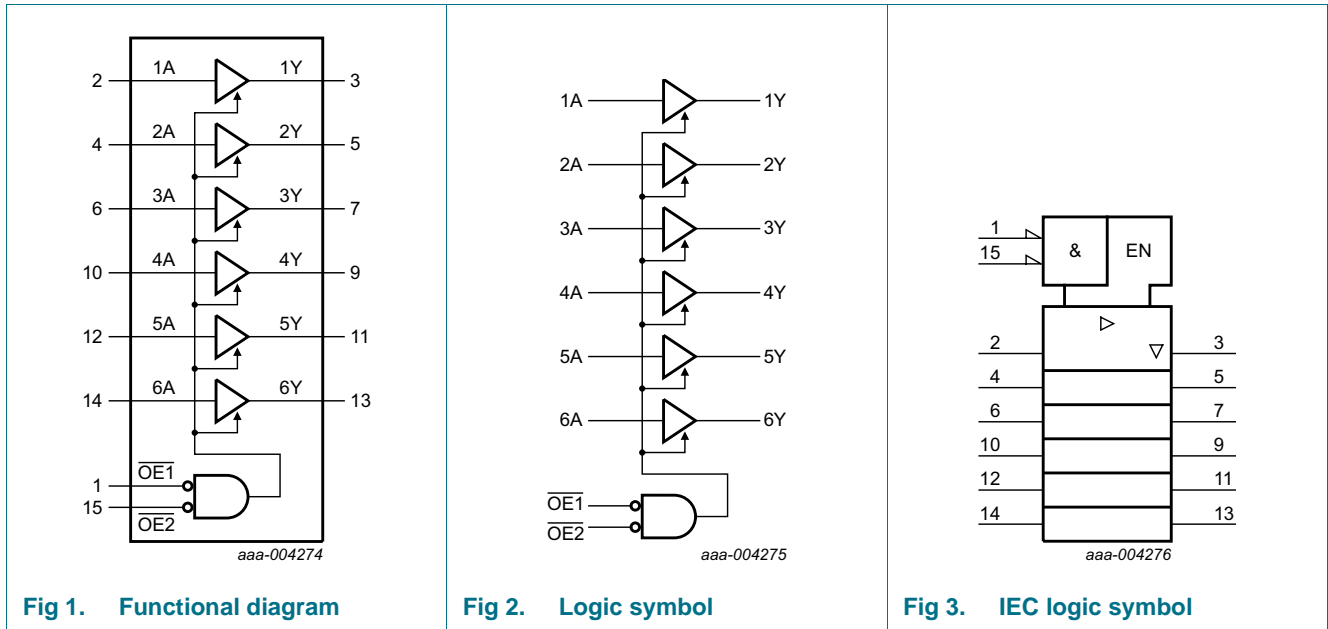 2 1A 1Y 3
4 2A 2Y 5
6 3A 3Y 7
10 4A 4Y 9
12 5A 5Y 11
14 6A 6Y 13
1 OE1
15 OE2
aaa-004274
Fig 1. Functional diagram
1A 1Y
2A 2Y
3A 3Y
4A 4Y
5A 5Y
6A 6Y
OE1
OE2
aaa-004275
Fig 2. Logic symbol
1
15
& EN
2 3
4 5
6 7
10 9
12 11
14 13
aaa-004276
Fig 3. IEC logic symbol